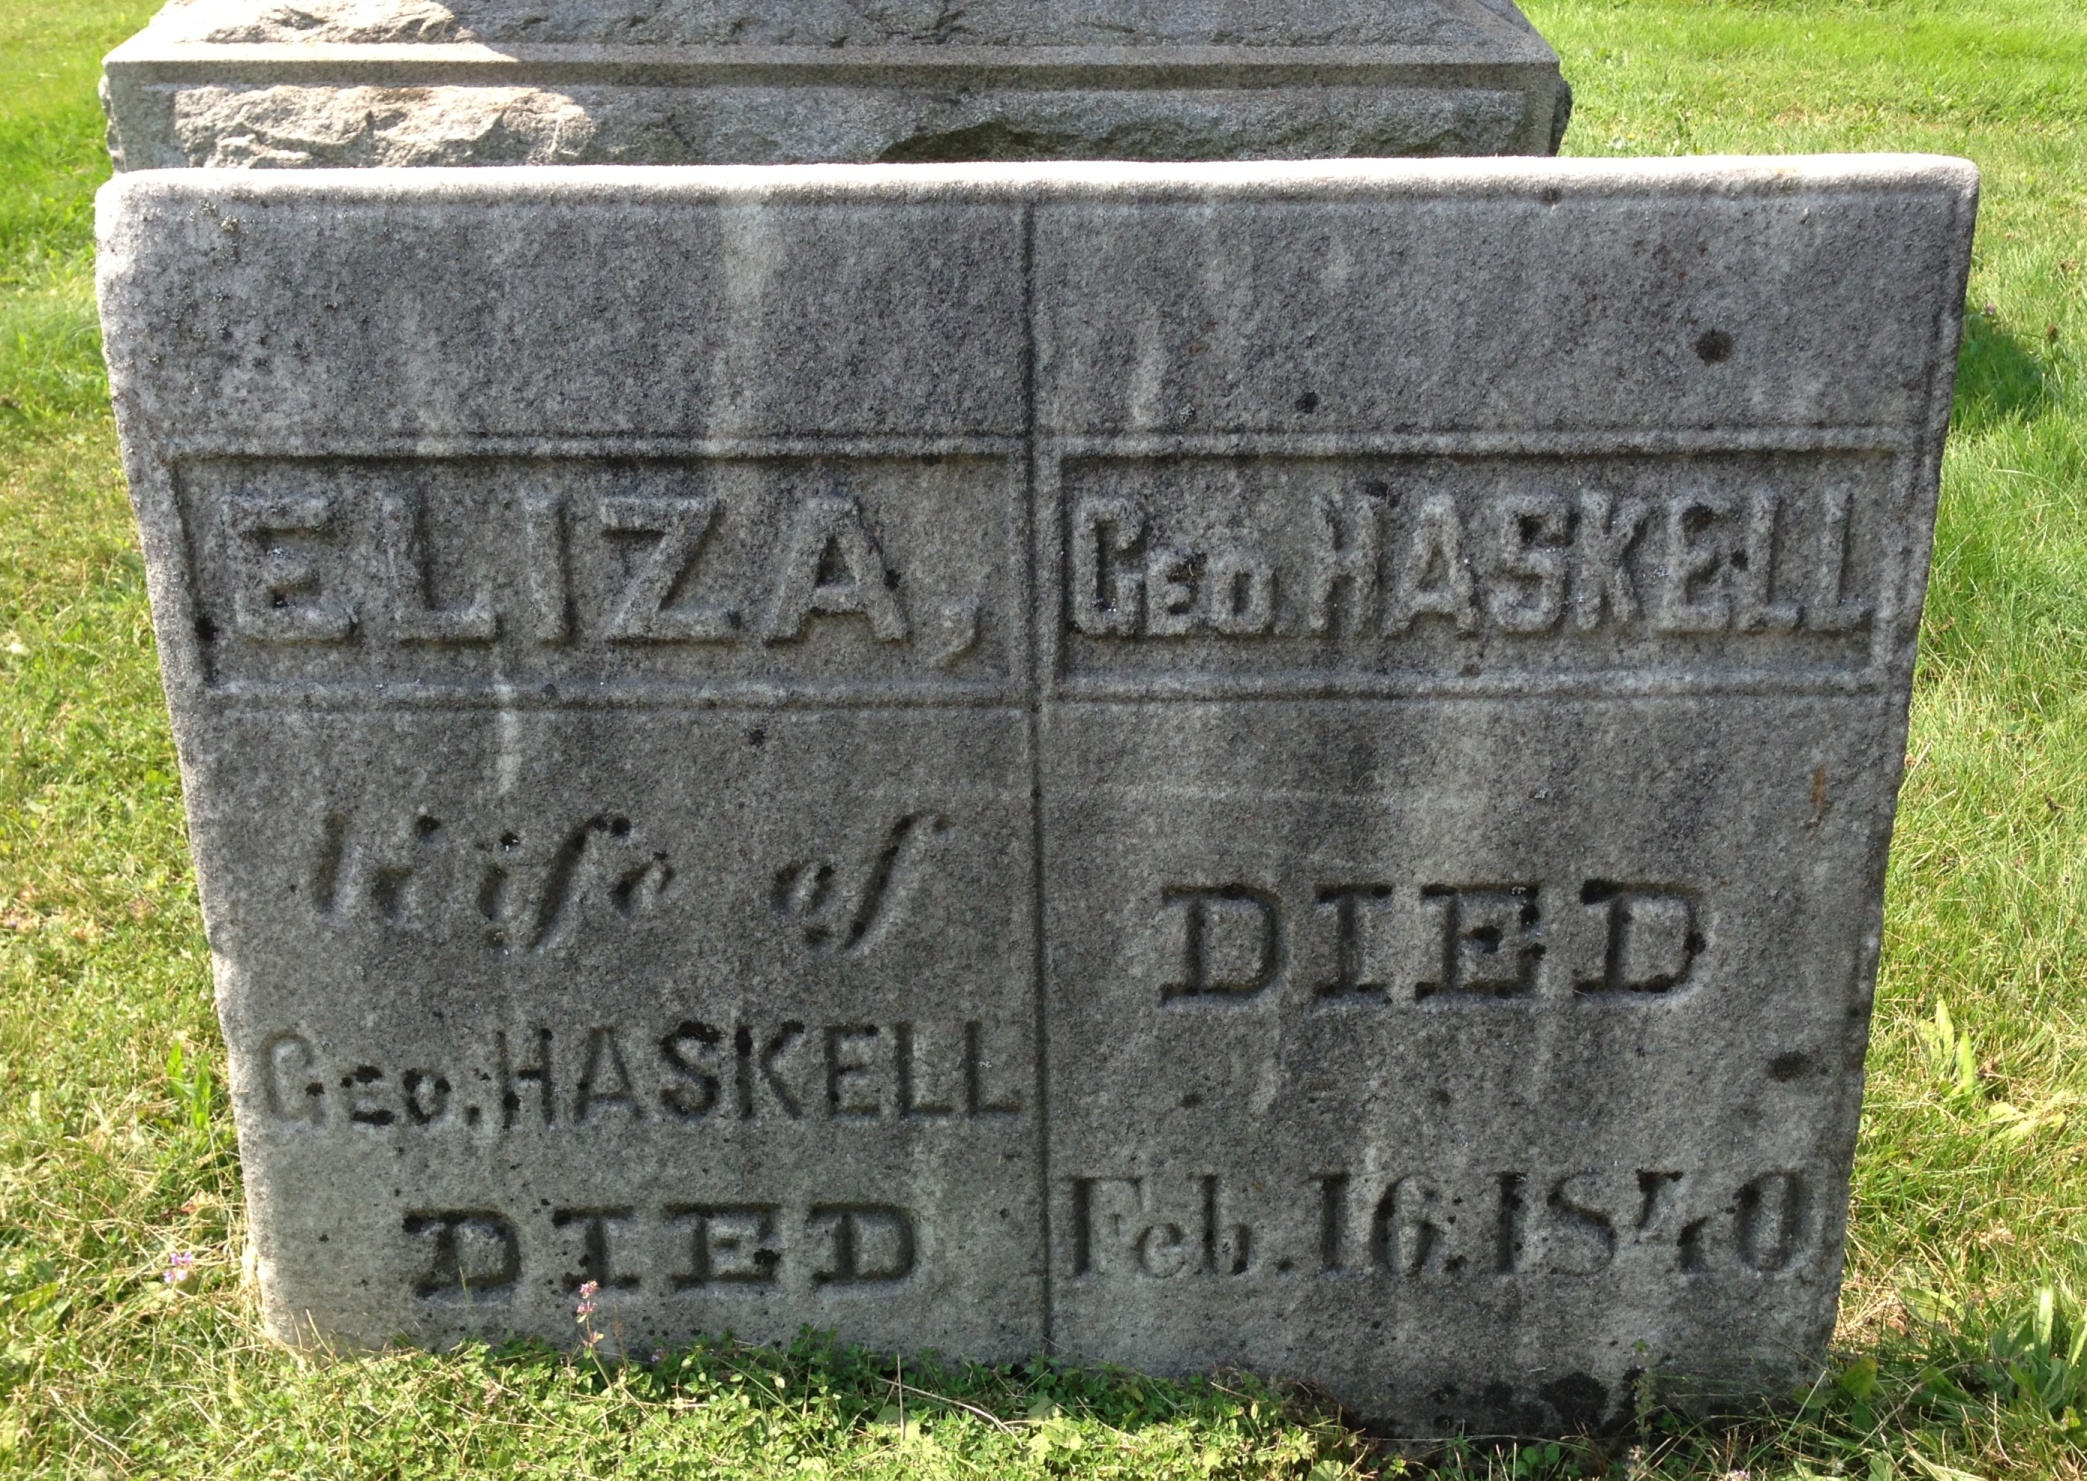 ELIZA,
Wife of
Geo. HASKELL
DIED
Geo. HASKELL
DIED
Feb. 16. 1840